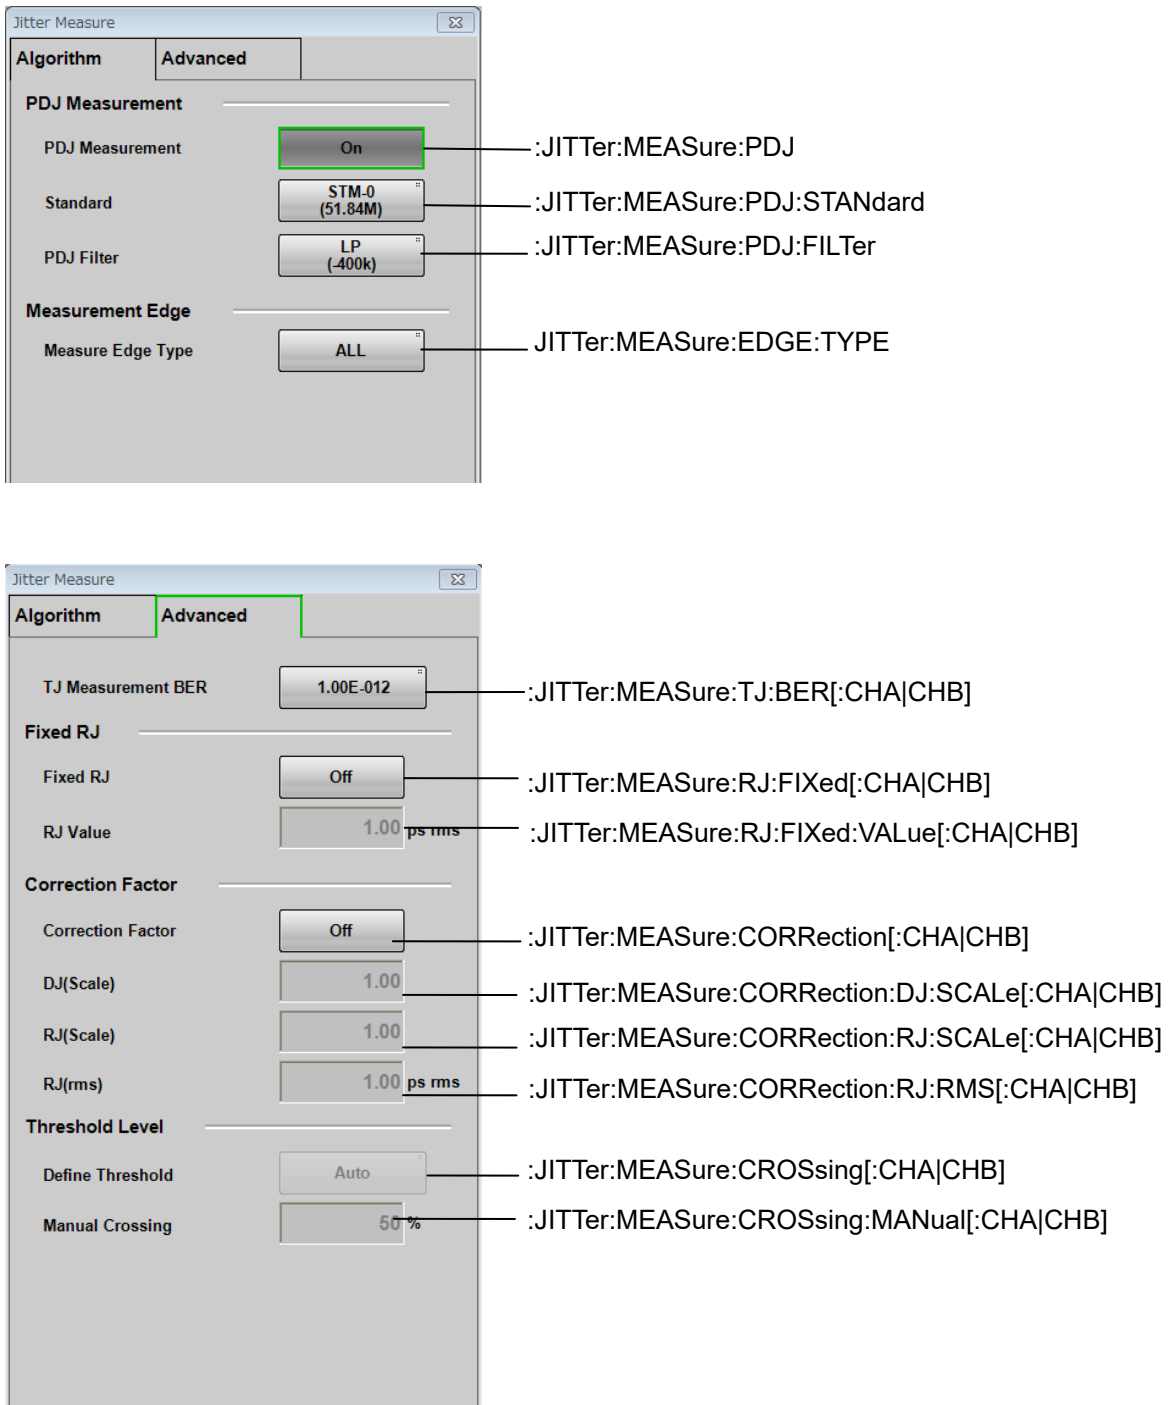 Jitter Measure
Algorithm Advanced
PDJ Measurement
PDJ Measurement On :JITTer:MEASure:PDJ
Standard STM-0 (51.84M) :JITTer:MEASure:PDJ:STANdard
PDJ Filter LP (-400k) :JITTer:MEASure:PDJ:FILTer
Measurement Edge
Measure Edge Type ALL JITTer:MEASure:EDGE:TYPE
Jitter Measure
Algorithm Advanced
TJ Measurement BER 1.00E-012 :JITTer:MEASure:TJ:BER[:CHA|CHB]
Fixed RJ
Fixed RJ Off :JITTer:MEASure:RJ:FIXed[:CHA|CHB]
RJ Value 1.00 ps rms :JITTer:MEASure:RJ:FIXed:VALue[:CHA|CHB]
Correction Factor
Correction Factor Off :JITTer:MEASure:CORRection[:CHA|CHB]
DJ(Scale) 1.00 :JITTer:MEASure:CORRection:DJ:SCALe[:CHA|CHB]
RJ(Scale) 1.00 :JITTer:MEASure:CORRection:RJ:SCALe[:CHA|CHB]
RJ(rms) 1.00 ps rms :JITTer:MEASure:CORRection:RJ:RMS[:CHA|CHB]
Threshold Level
Define Threshold Auto :JITTer:MEASure:CROSsing[:CHA|CHB]
Manual Crossing 50 % :JITTer:MEASure:CROSsing:MANual[:CHA|CHB]